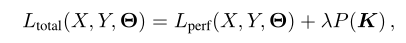 L_total(X, Y, Θ) = L_perf(X, Y, Θ) + λP(K) ,